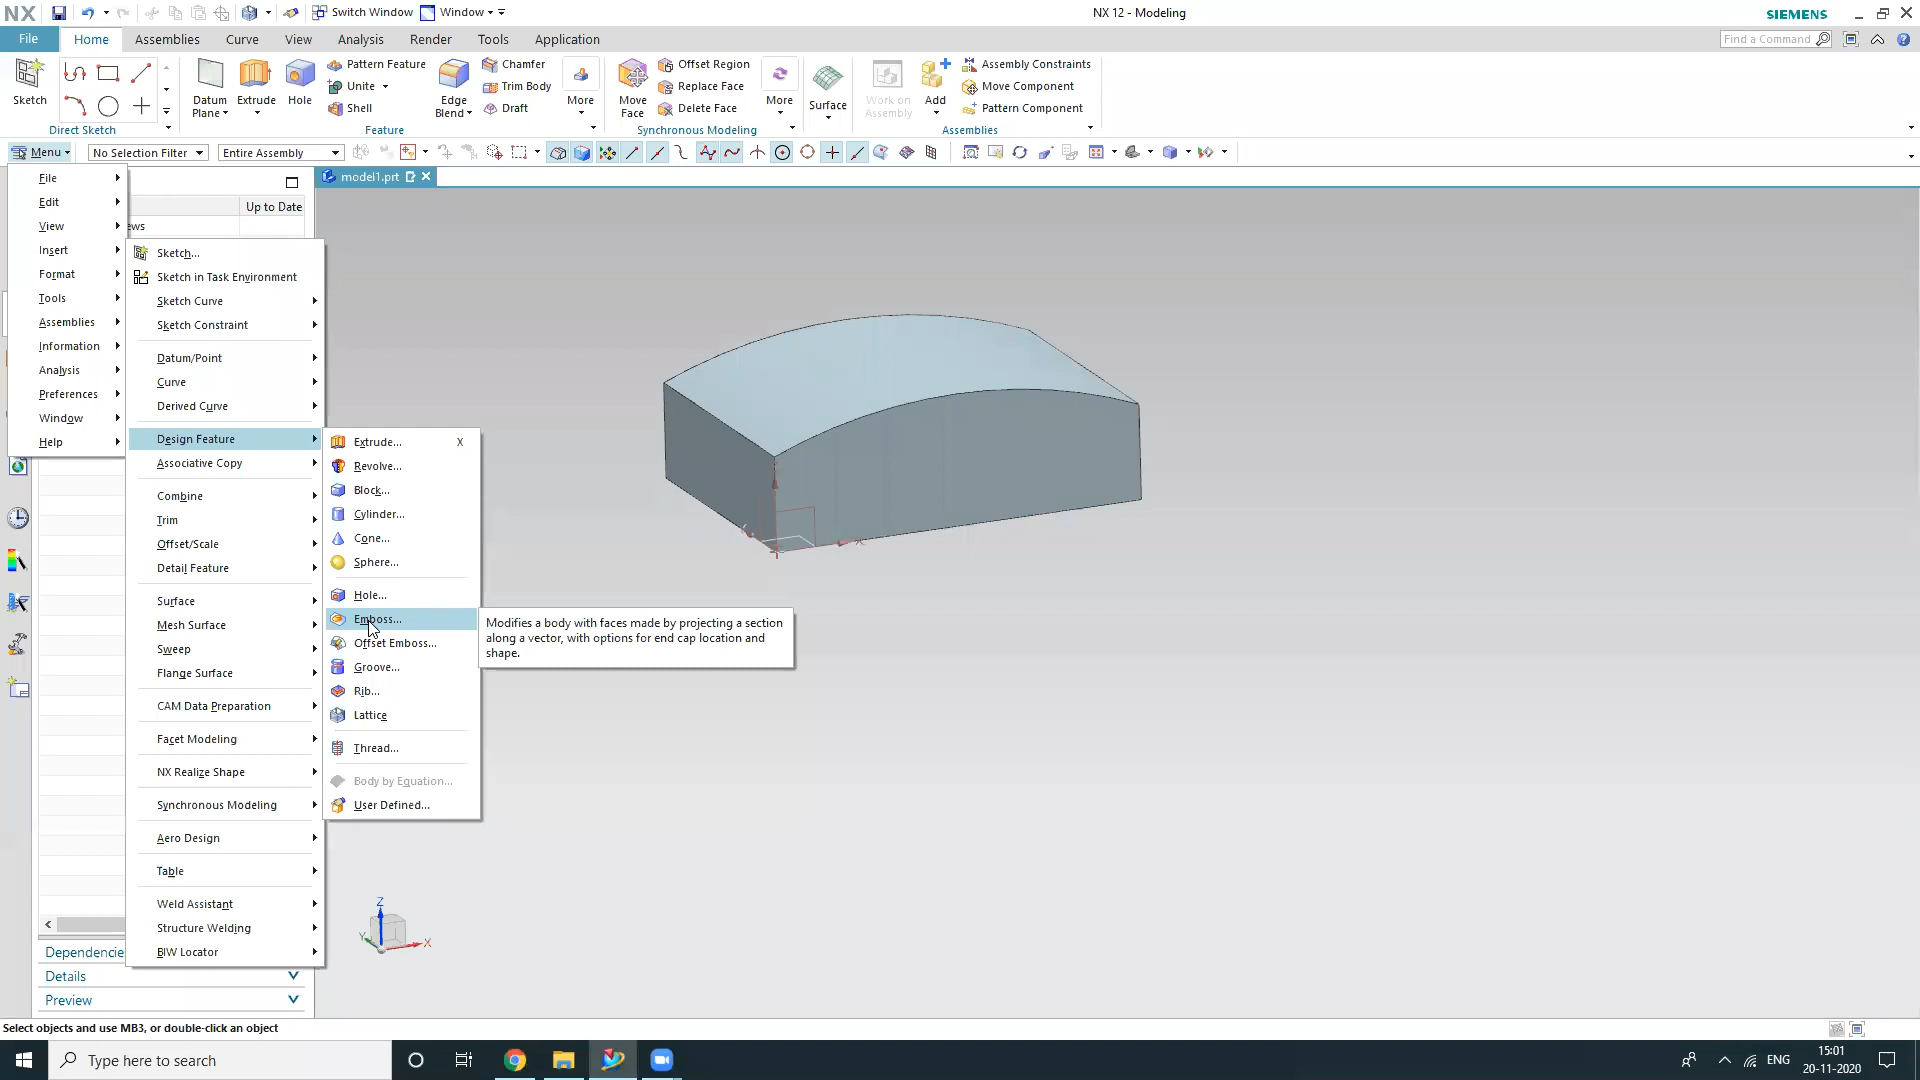 NX
Switch Window
Window
NX 12 - Modeling
SIEMENS
File
Home
Assemblies
Curve
View
Analysis
Render
Tools
Application
Find a Command
Sketch
Direct Sketch
Datum
Plane
Extrude
Hole
Pattern Feature
Unite
Shell
Edge
Blend
Chamfer
Trim Body
Draft
More
Feature
Move
Face
Offset Region
Replace Face
Delete Face
More
Synchronous Modeling
Surface
Work on
Assembly
Add
Assembly Constraints
Move Component
Pattern Component
Assemblies
Menu
No Selection Filter
Entire Assembly
model1.prt
Up to Date
ews
File
Edit
View
Insert
Format
Tools
Assemblies
Information
Analysis
Preferences
Window
Help
Sketch...
Sketch in Task Environment
Sketch Curve
Sketch Constraint
Datum/Point
Curve
Derived Curve
Design Feature
Associative Copy
Combine
Trim
Offset/Scale
Detail Feature
Surface
Mesh Surface
Sweep
Flange Surface
CAM Data Preparation
Facet Modeling
NX Realize Shape
Synchronous Modeling
Aero Design
Table
Weld Assistant
Structure Welding
BIW Locator
Extrude... X
Revolve...
Block...
Cylinder...
Cone...
Sphere...
Hole...
Emboss...
Offset Emboss...
Groove...
Rib...
Lattice
Thread...
Body by Equation...
User Defined...
Modifies a body with faces made by projecting a section
along a vector, with options for end cap location and
shape.
X
Z
Y
X
Dependencie
Details
Preview
Select objects and use MB3, or double-click an object
Type here to search
ENG
15:01
20-11-2020